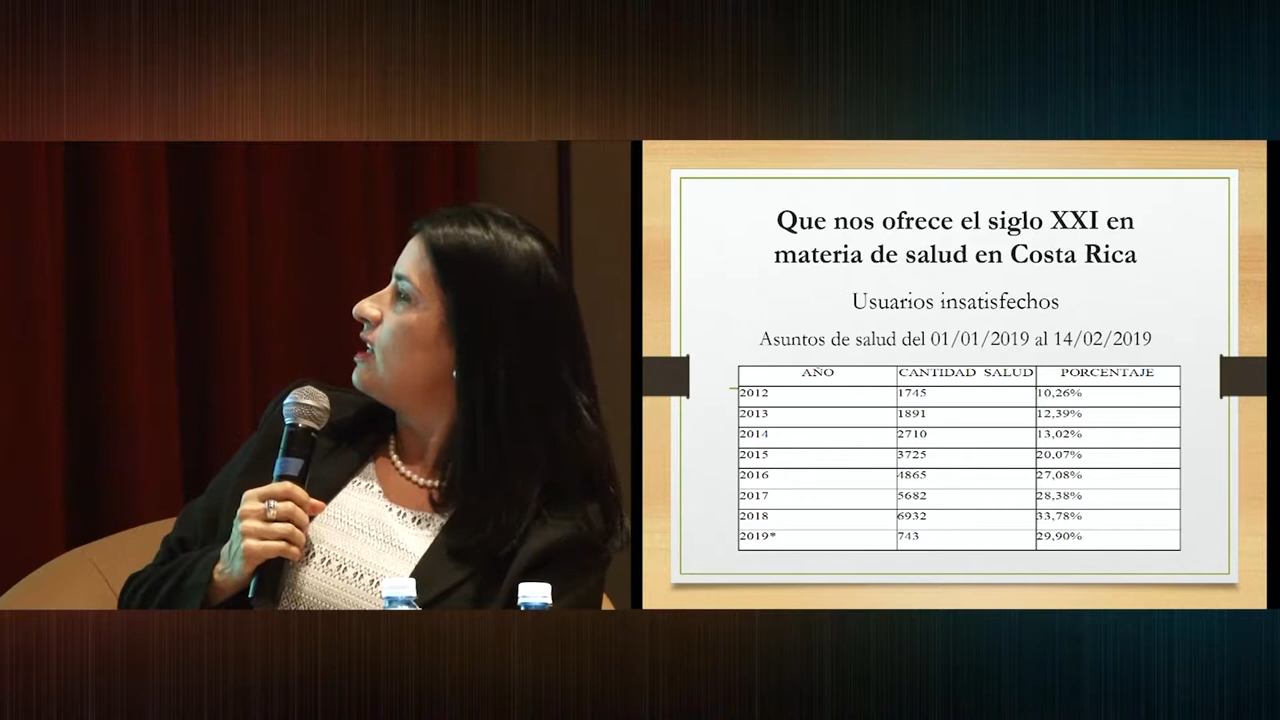 Que nos ofrece el siglo XXI en
materia de salud en Costa Rica
Usuarios insatisfechos
Asuntos de salud del 01/01/2019 al 14/02/2019
AÑO CANTIDAD SALUD PORCENTAJE
2012 1745 10,26%
2013 1891 12,39%
2014 2710 13,02%
2015 3725 20,07%
2016 4865 27,08%
2017 5682 28,38%
2018 6932 33,78%
2019* 743 29,90%